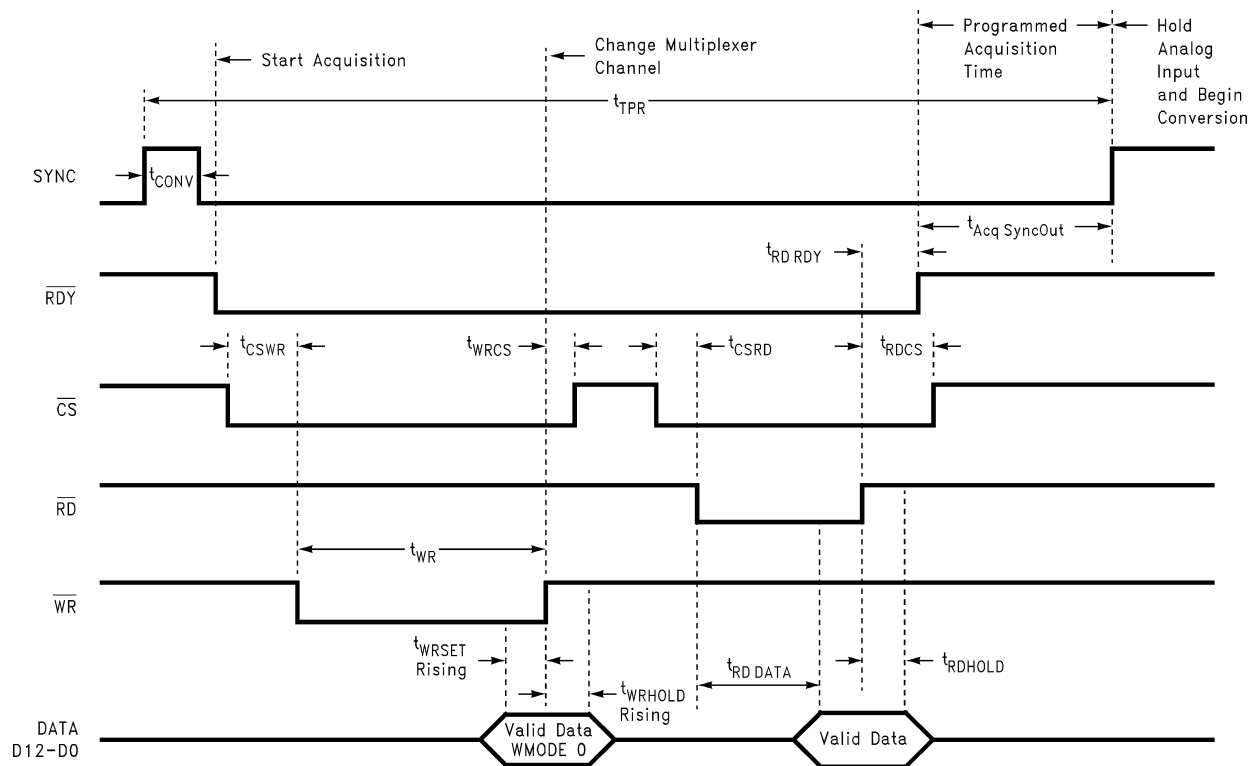 Start Acquisition
Change Multiplexer
Channel
Programmed
Acquisition
Time
Hold
Analog
Input
and Begin
Conversion
tTPR
SYNC
tCONV
tAcq SyncOut
tRD RDY
RDY
tCSWR
tWRCS
tCSRD
tRDCS
CS
RD
tWR
WR
tWRSET
Rising
tWRHOLD
Rising
tRD DATA
tRDHOLD
DATA
D12-D0
Valid Data
WMODE 0
Valid Data